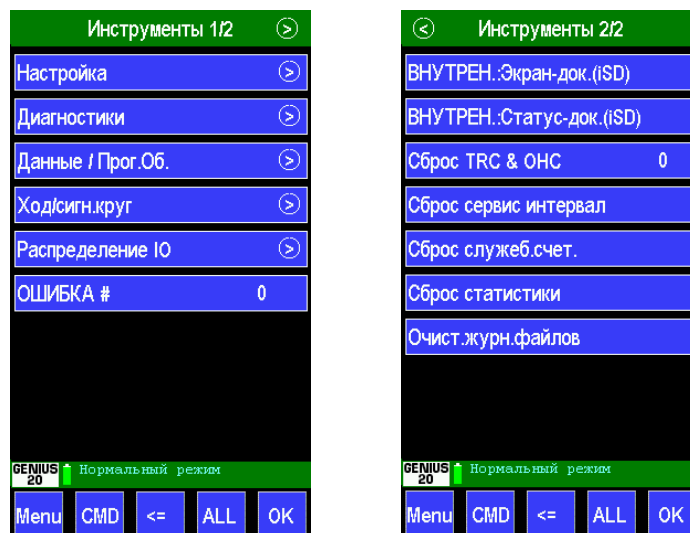 Инструменты 1/2
Настройка
Диагностики
Данные / Прог.Об.
Ход/сигн.круг
Распределение IO
ОШИБКА # 0
GENIUS 20 Нормальный режим
Menu CMD <= ALL OK
Инструменты 2/2
ВНУТРЕН.:Экран-док.(iSD)
ВНУТРЕН.:Статус-док.(iSD)
Сброс TRC & OHC 0
Сброс сервис интервал
Сброс служеб.счет.
Сброс статистики
Очист.журн.файлов
GENIUS 20 Нормальный режим
Menu CMD <= ALL OK